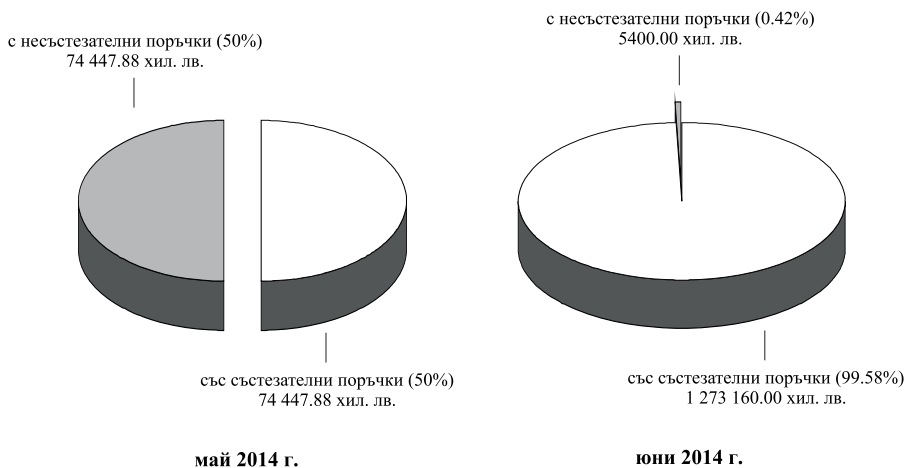 с несъстезателни поръчки (50%)
74 447.88 хил. лв.
със състезателни поръчки (50%)
74 447.88 хил. лв.
май 2014 г.
с несъстезателни поръчки (0.42%)
5400.00 хил. лв.
със състезателни поръчки (99.58%)
1 273 160.00 хил. лв.
юни 2014 г.